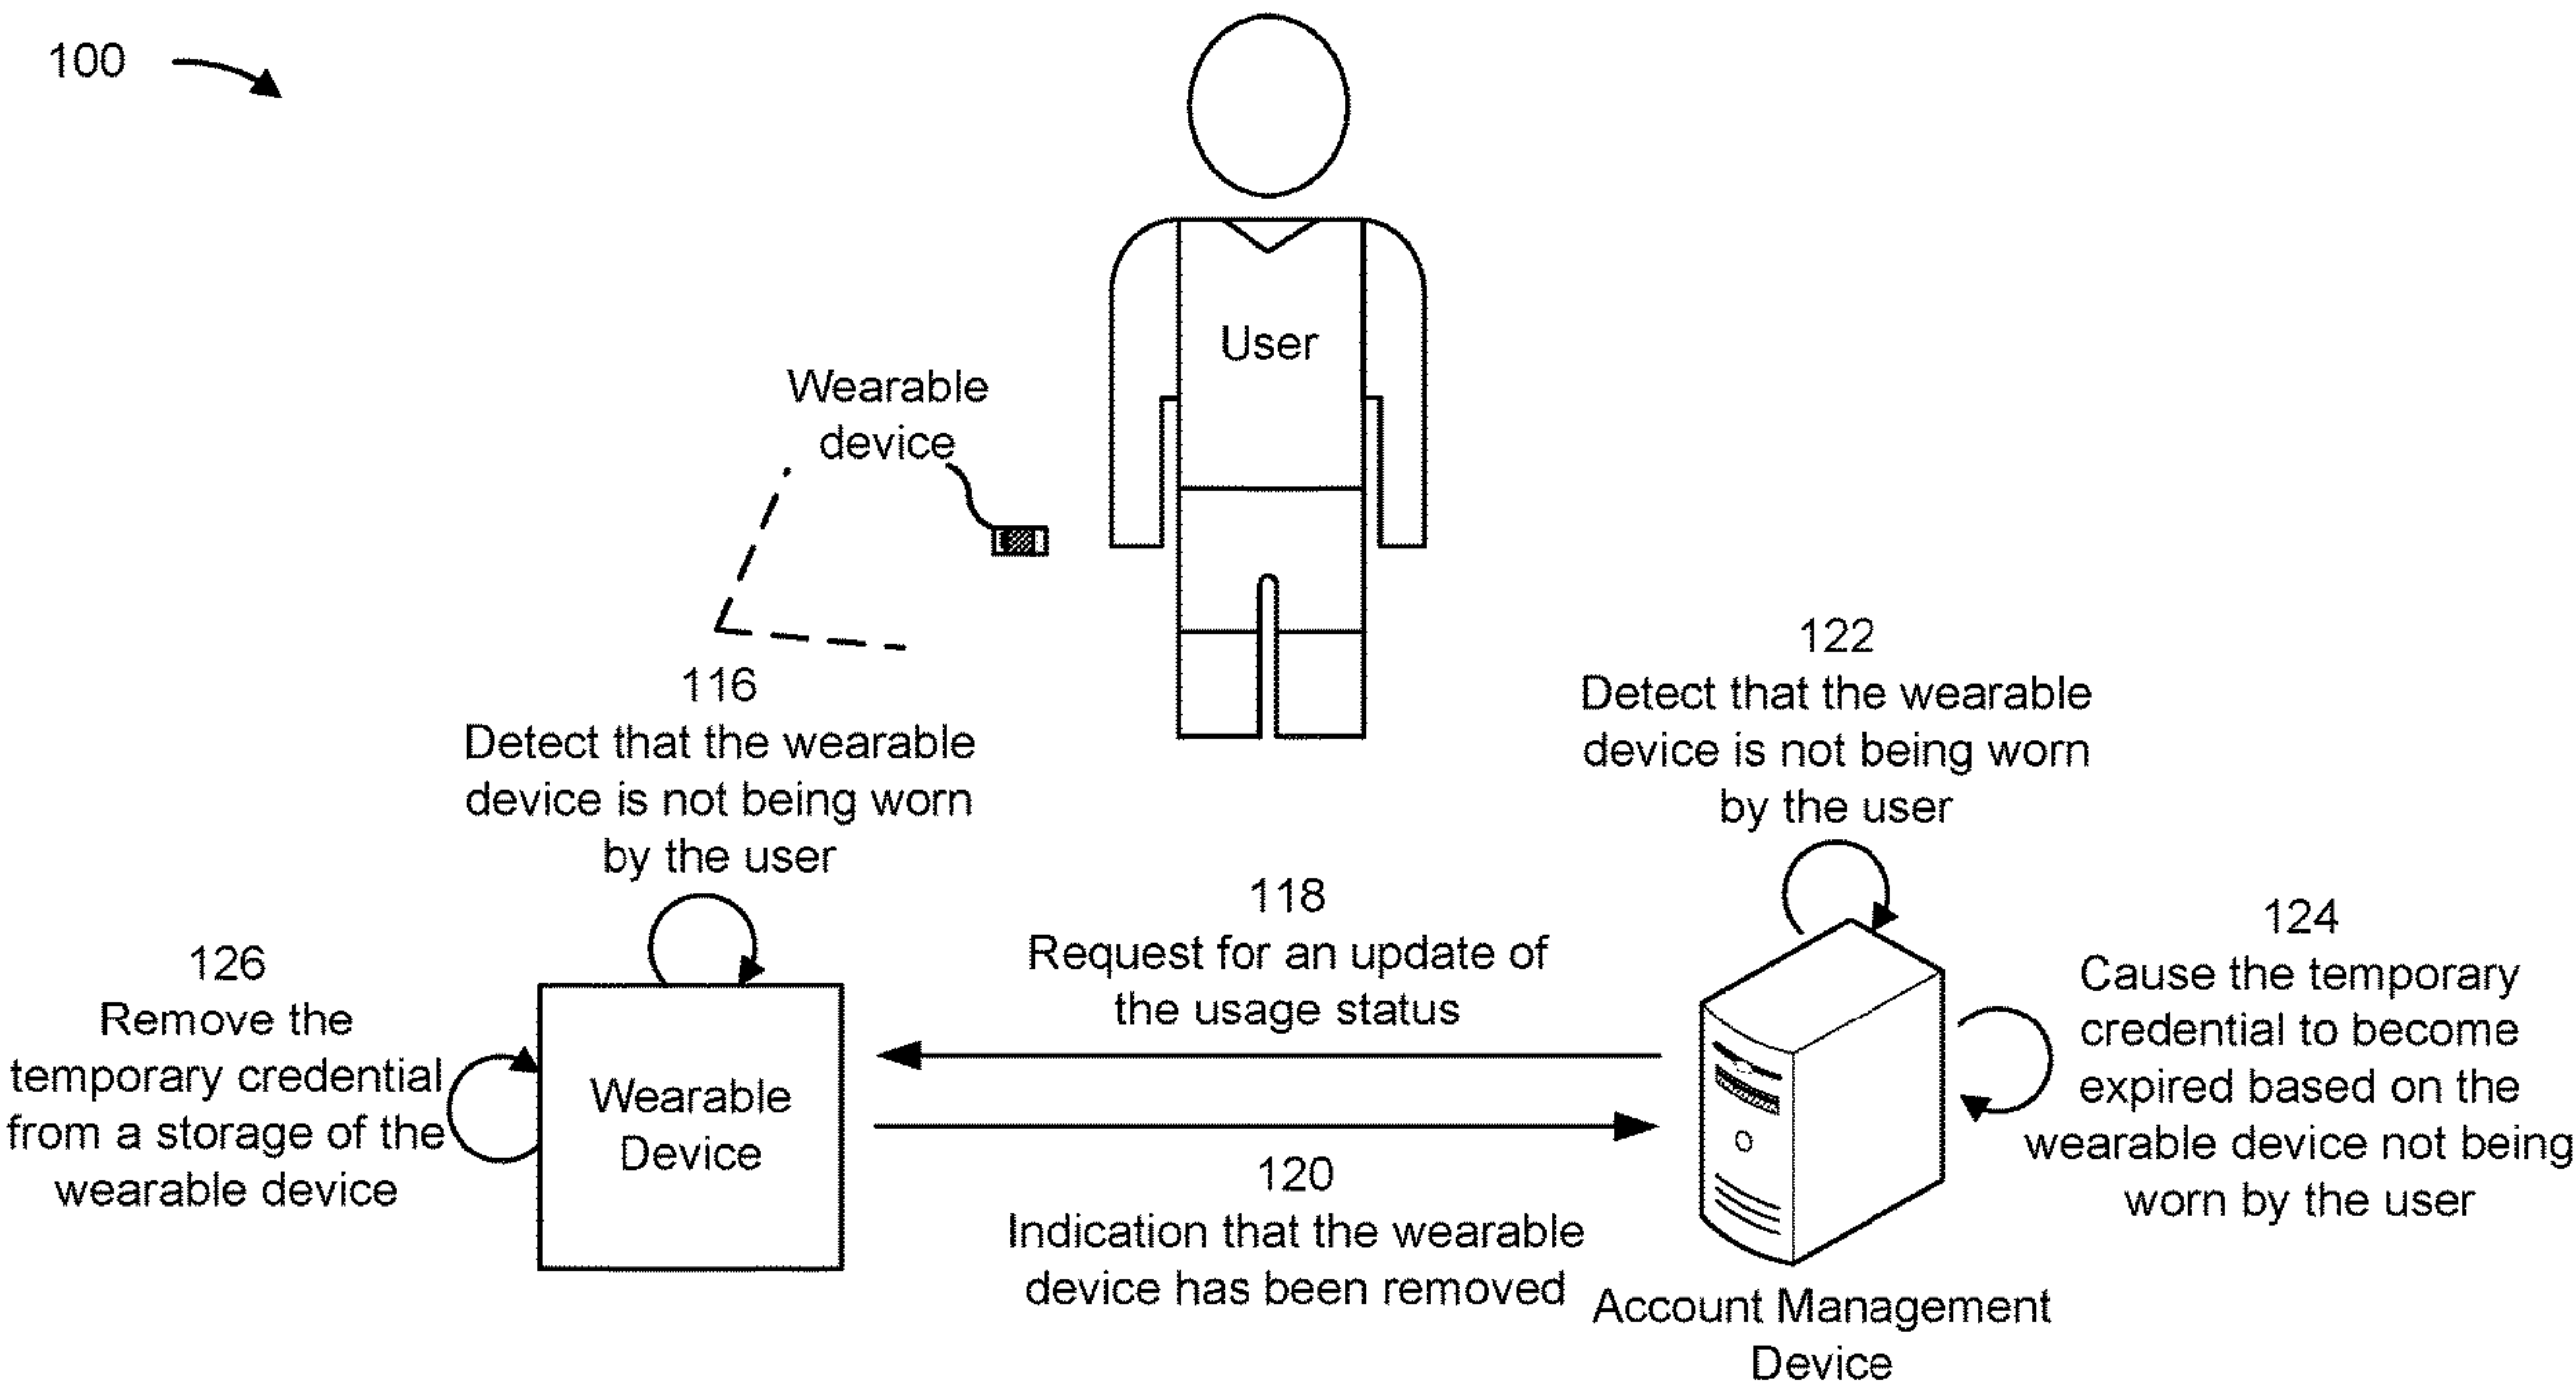 100
User
Wearable
device
116
Detect that the wearable
device is not being worn
by the user
122
Detect that the wearable
device is not being worn
by the user
118
Request for an update of
the usage status
124
Cause the temporary
credential to become
expired based on the
wearable device not being
worn by the user
126
Remove the
temporary credential
from a storage of the
wearable device
Wearable
Device
120
Indication that the wearable
device has been removed
Account Management
Device